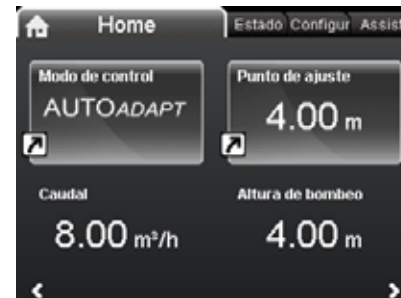 Home Estado Configur Assist
Modo de control Punto de ajuste
AUTOADAPT 4.00 m
Caudal Altura de bombeo
8.00 m³/h 4.00 m